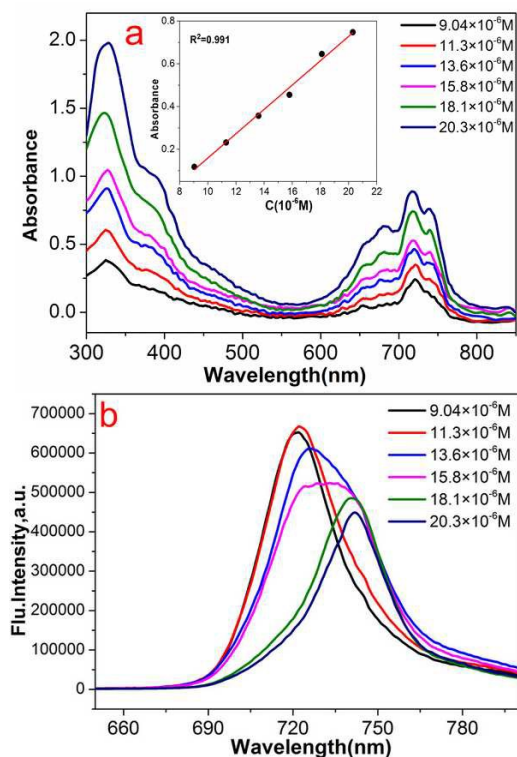 a
R²=0.991
Absorbance
0.8
0.6
0.4
0.2
8 10 12 14 16 18 20 22
C(10⁻⁶M)
9.04×10⁻⁶M
11.3×10⁻⁶M
13.6×10⁻⁶M
15.8×10⁻⁶M
18.1×10⁻⁶M
20.3×10⁻⁶M
Absorbance
2.0
1.5
1.0
0.5
0.0
300 400 500 600 700 800
Wavelength(nm)
b
9.04×10⁻⁶M
11.3×10⁻⁶M
13.6×10⁻⁶M
15.8×10⁻⁶M
18.1×10⁻⁶M
20.3×10⁻⁶M
Flu.Intensity,a.u.
700000
600000
500000
400000
300000
200000
100000
0
660 690 720 750 780
Wavelength(nm)